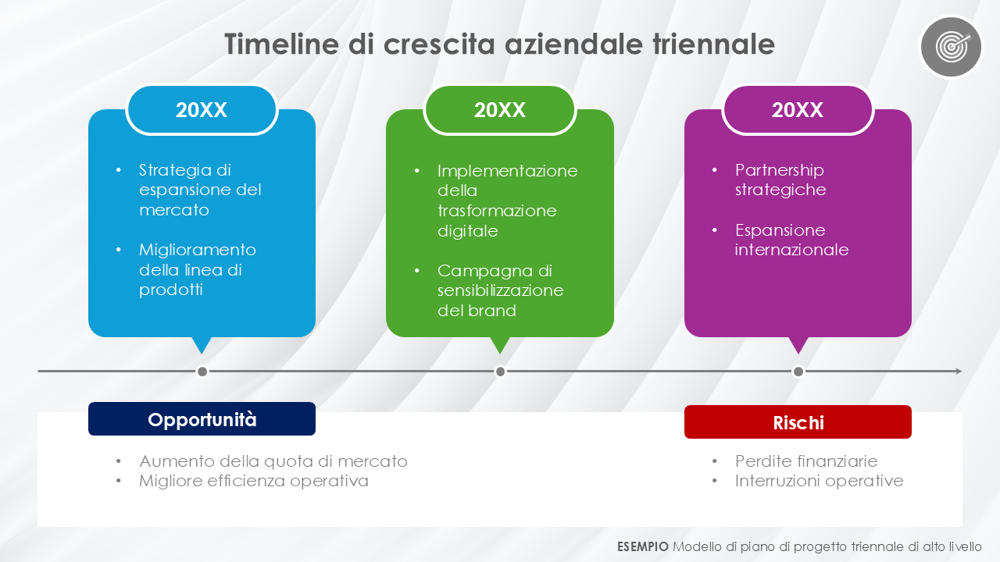 Timeline di crescita aziendale triennale
20XX
• Strategia di
espansione del
mercato
• Miglioramento
della linea di
prodotti
20XX
• Implementazione
della
trasformazione
digitale
• Campagna di
sensibilizzazione
del brand
20XX
• Partnership
strategiche
• Espansione
internazionale
Opportunità
• Aumento della quota di mercato
• Migliore efficienza operativa
Rischi
• Perdite finanziarie
• Interruzioni operative
ESEMPIO Modello di piano di progetto triennale di alto livello